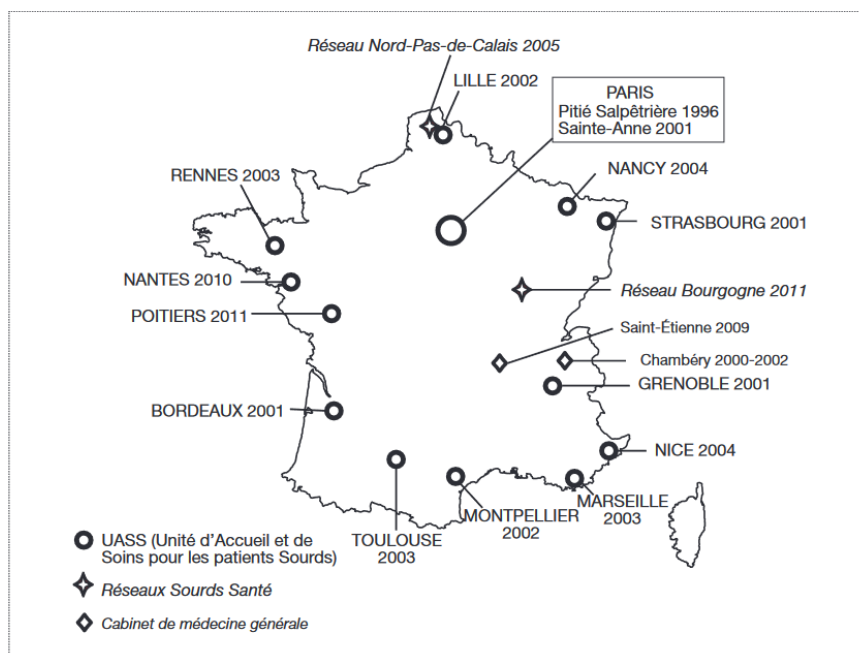 Réseau Nord-Pas-de-Calais 2005
LILLE 2002
PARIS
Pitié Salpêtrière 1996
Sainte-Anne 2001
RENNES 2003
NANCY 2004
STRASBOURG 2001
NANTES 2010
Réseau Bourgogne 2011
POITIERS 2011
Saint-Étienne 2009
Chambéry 2000-2002
GRENOBLE 2001
BORDEAUX 2001
NICE 2004
MARSEILLE
2003
MONTPELLIER
2002
TOULOUSE
2003
UASS (Unité d'Accueil et de
Soins pour les patients Sourds)
Réseaux Sourds Santé
Cabinet de médecine générale